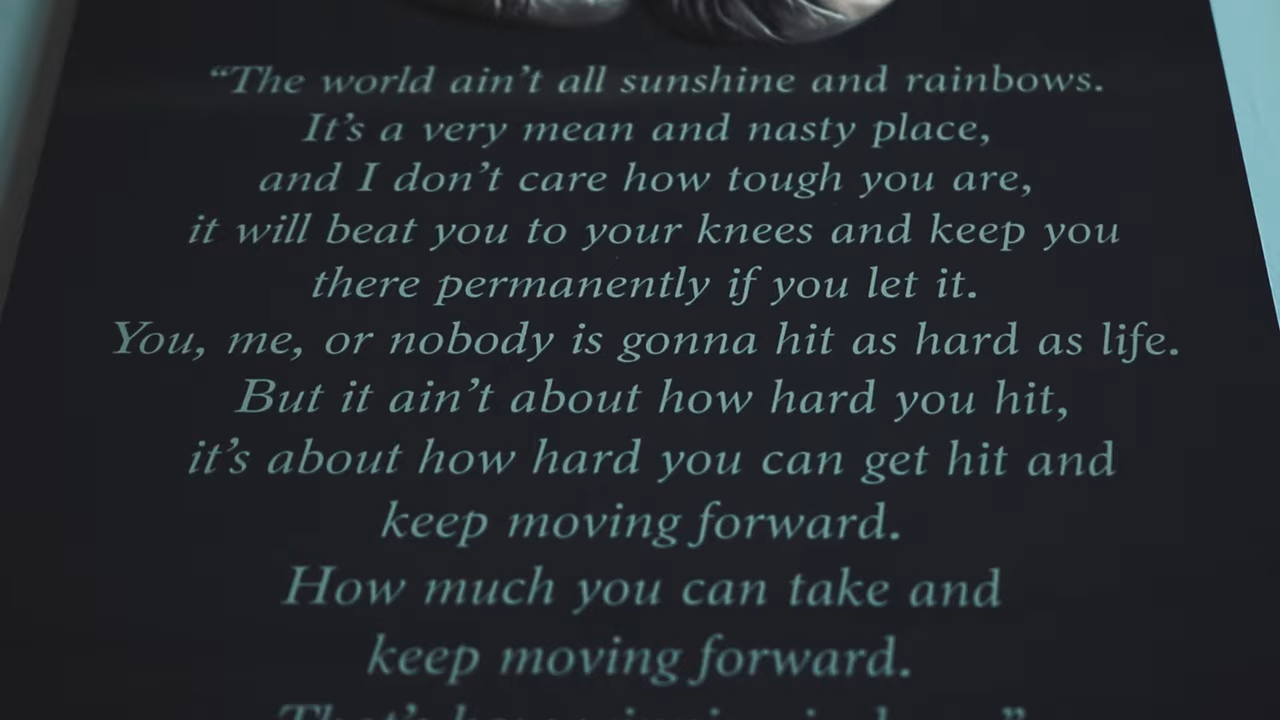 “The world ain’t all sunshine and rainbows.
It’s a very mean and nasty place,
and I don’t care how tough you are,
it will beat you to your knees and keep you
there permanently if you let it.
You, me, or nobody is gonna hit as hard as life.
But it ain’t about how hard you hit,
it’s about how hard you can get hit and
keep moving forward.
How much you can take and
keep moving forward.